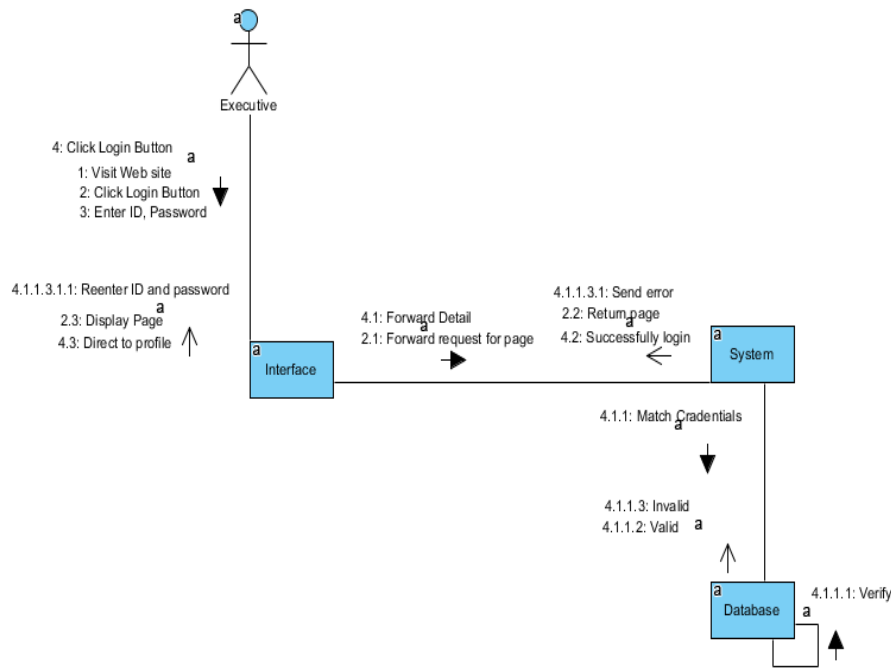 a
Executive
4: Click Login Button
a
1: Visit Web site
2: Click Login Button
3: Enter ID, Password
4.1.1.3.1.1: Reenter ID and password
a
2.3: Display Page
4.3: Direct to profile
a
Interface
4.1: Forward Detail
a
2.1: Forward request for page
4.1.1.3.1: Send error
2.2: Return page
a
4.2: Successfully login
a
System
4.1.1: Match Credentials
a
4.1.1.3: Invalid
4.1.1.2: Valid
a
a
Database
4.1.1.1: Verify
a